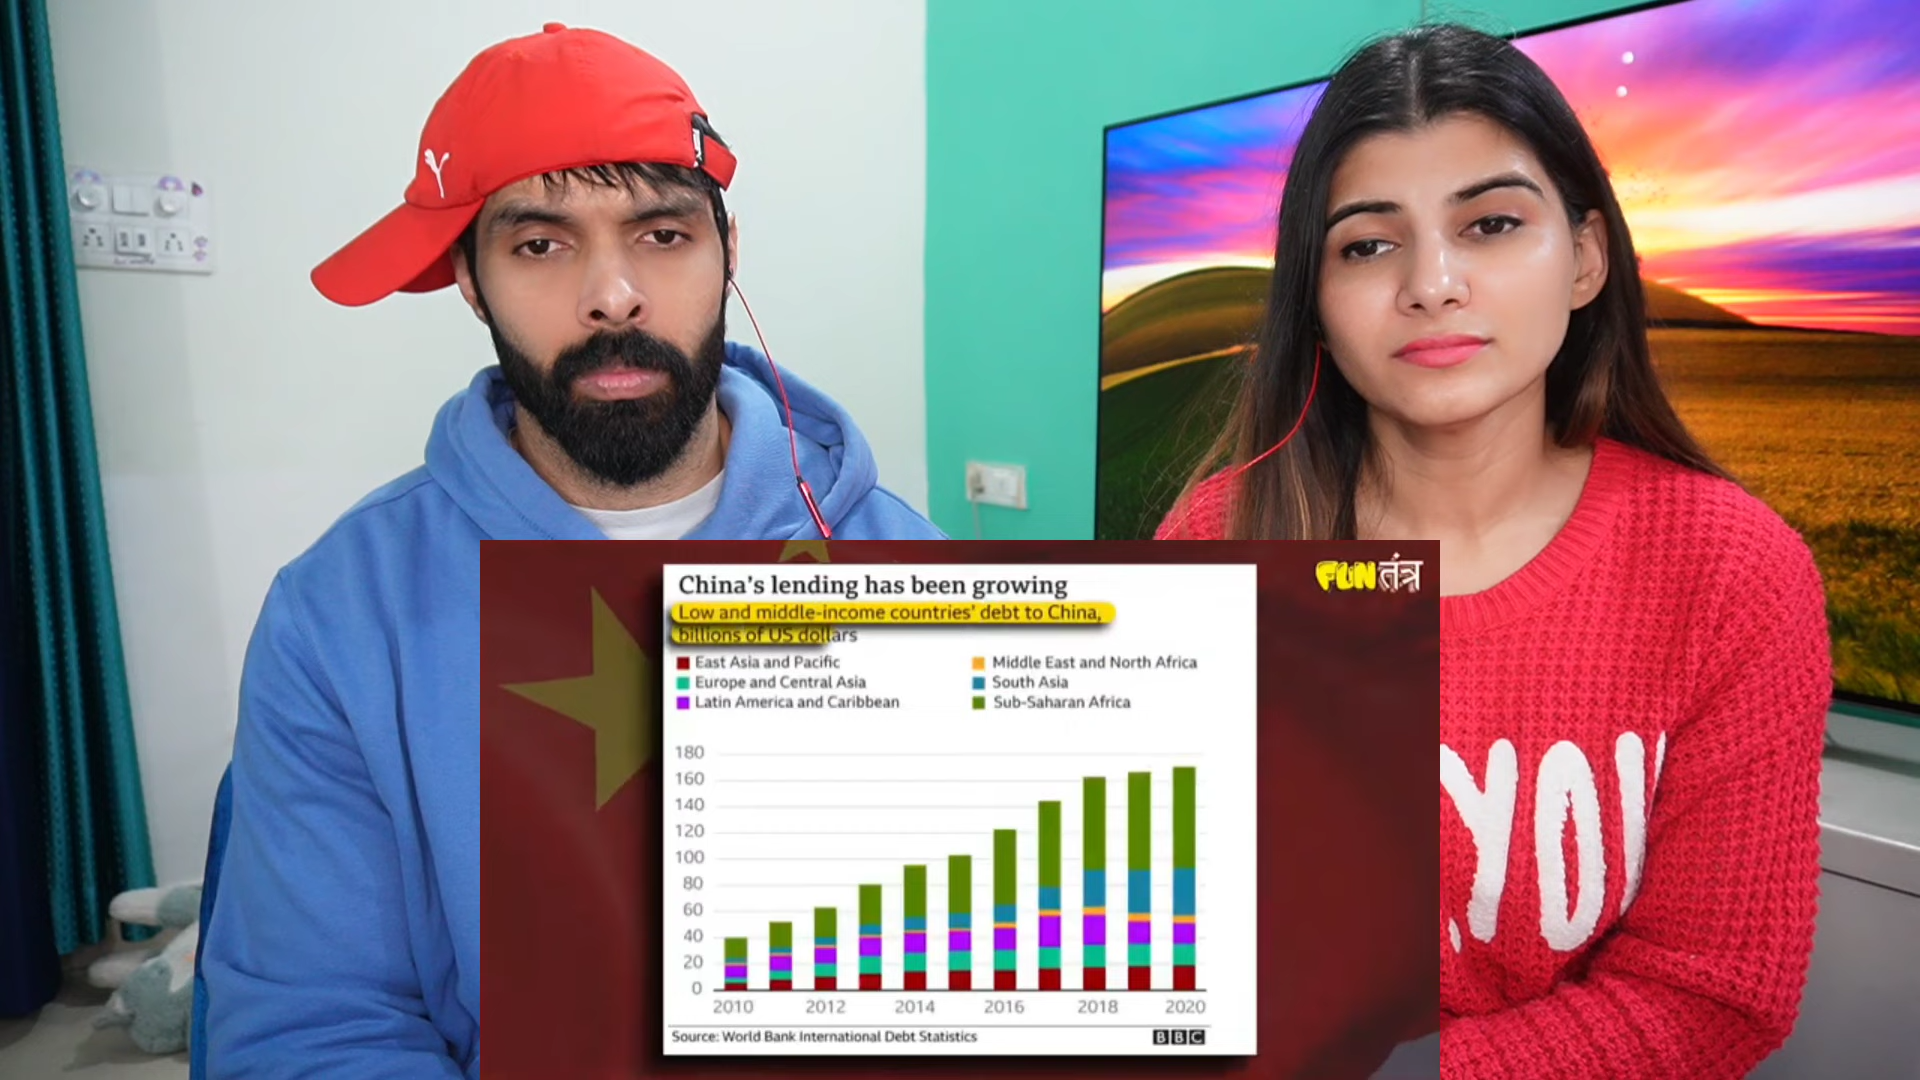 FUNतंत्र
China's lending has been growing
Low and middle-income countries' debt to China,
billions of US dollars
East Asia and Pacific
Middle East and North Africa
Europe and Central Asia
South Asia
Latin America and Caribbean
Sub-Saharan Africa
180
160
140
120
100
80
60
40
20
0
2010 2012 2014 2016 2018 2020
Source: World Bank International Debt Statistics
BBC
YOU